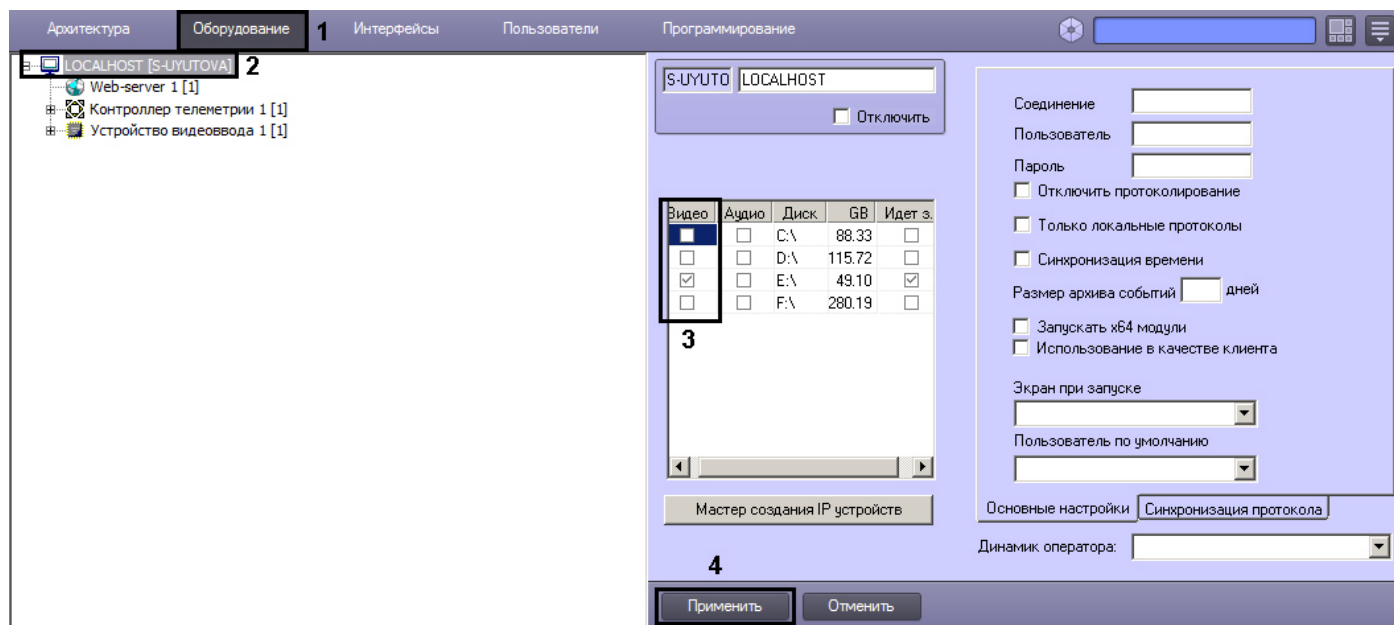 Архитектура Оборудование 1 Интерфейсы Пользователи Программирование
LOCALHOST [S-UYUTOVA] 2
Web-server 1 [1]
Контроллер телеметрии 1 [1]
Устройство видеоввода 1 [1]
S-UYUTO LOCALHOST
Отключить
Видео Аудио Диск GB Идет з.
C:\ 88.33
D:\ 115.72
E:\ 49.10
F:\ 280.19
3
Мастер создания IP устройств
Соединение
Пользователь
Пароль
Отключить протоколирование
Только локальные протоколы
Синхронизация времени
Размер архива событий дней
Запускать x64 модули
Использование в качестве клиента
Экран при запуске
Пользователь по умолчанию
Основные настройки Синхронизация протокола
Динамик оператора:
4
Применить Отменить